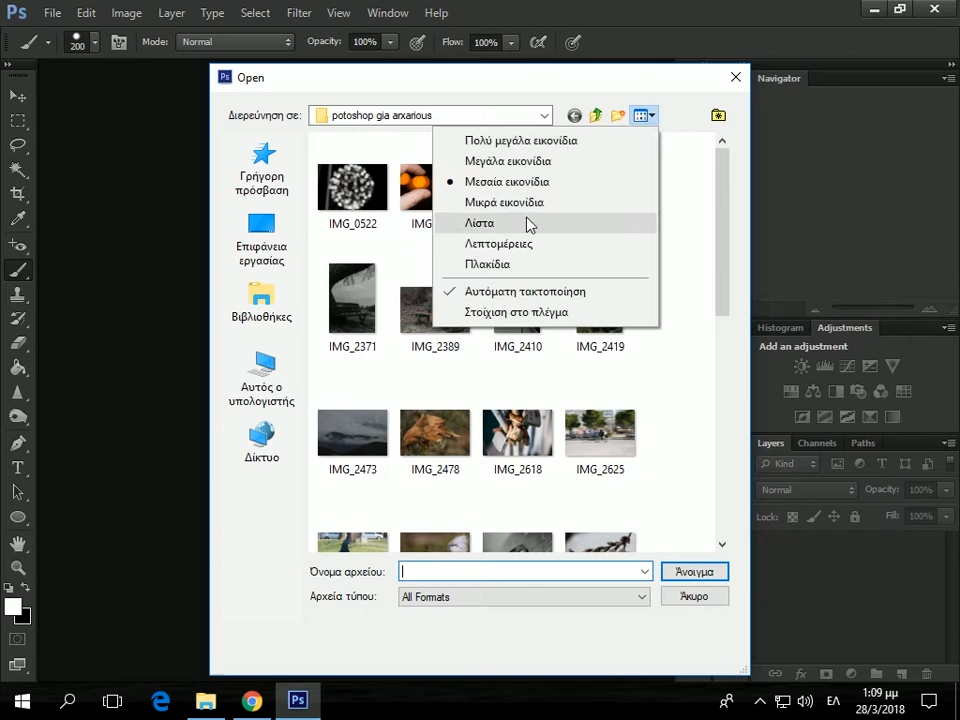 Ps File Edit Image Layer Type Select Filter View Window Help
200 Mode: Normal Opacity: 100% Flow: 100%
Ps Open
Διερεύνηση σε: potoshop gia arxarious
Γρήγορη
πρόσβαση
Επιφάνεια
εργασίας
Βιβλιοθήκες
Αυτός ο
υπολογιστής
Δίκτυο
Πολύ μεγάλα εικονίδια
Μεγάλα εικονίδια
Μεσαία εικονίδια
Μικρά εικονίδια
Λίστα
Λεπτομέρειες
Πλακίδια
Αυτόματη τακτοποίηση
Στοίχιση στο πλέγμα
IMG_0522
IMG_2371 IMG_2389 IMG_2410 IMG_2419
IMG_2473 IMG_2478 IMG_2618 IMG_2625
Όνομα αρχείου: Άνοιγμα
Αρχεία τύπου: All Formats Άκυρο
Navigator
Histogram Adjustments
Add an adjustment
Layers Channels Paths
Kind
Normal Opacity: 100%
Lock: Fill: 100%
Ps ΕΛ 1:09 μμ
28/3/2018